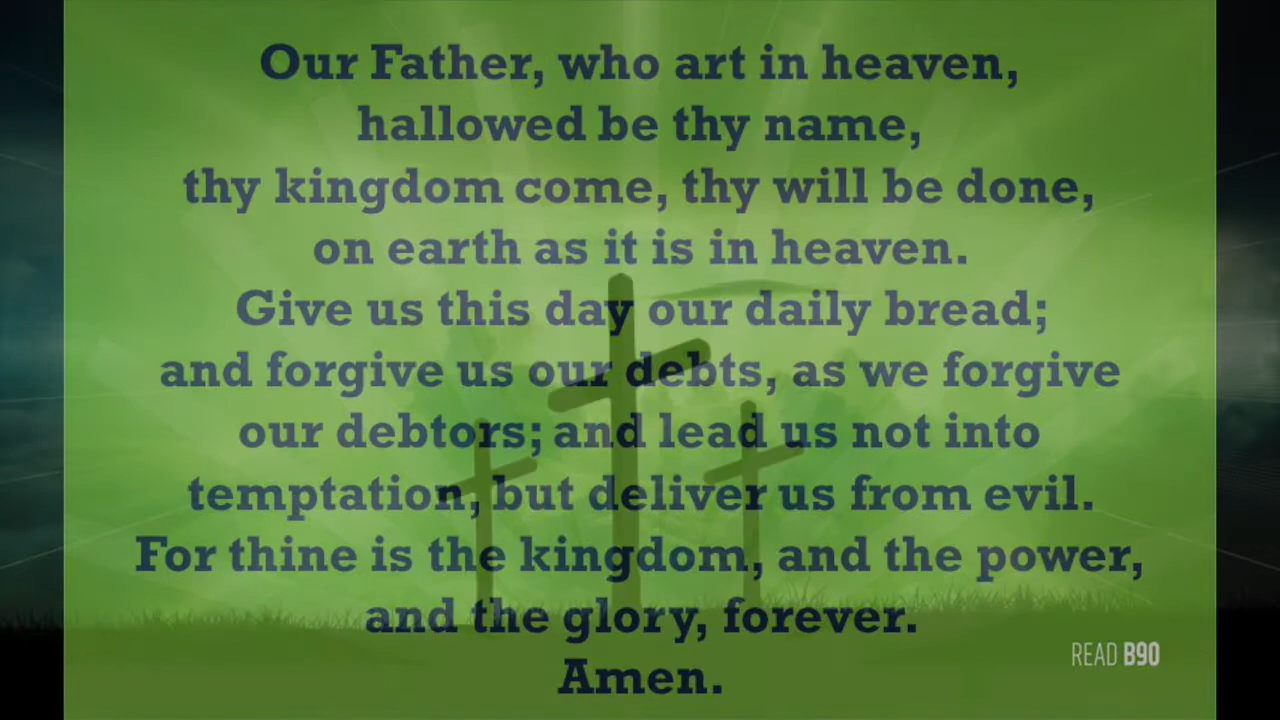 Our Father, who art in heaven,
hallowed be thy name,
thy kingdom come, thy will be done,
on earth as it is in heaven.
Give us this day our daily bread;
and forgive us our debts, as we forgive
our debtors; and lead us not into
temptation, but deliver us from evil.
For thine is the kingdom, and the power,
and the glory, forever.
READ B90
Amen.